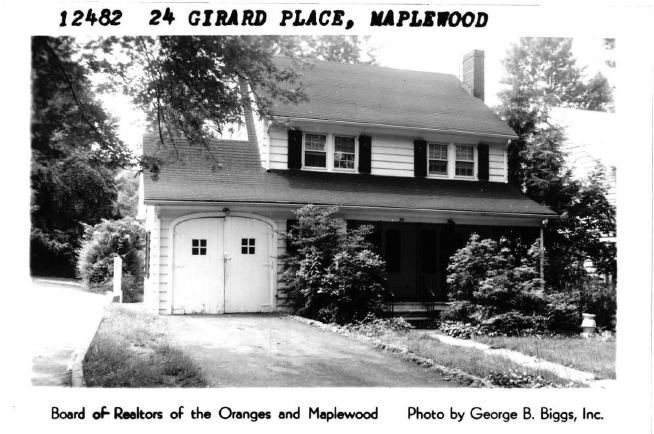 12482 24 GIRARD PLACE, MAPLEWOOD
Board of Realtors of the Oranges and Maplewood Photo by George B. Biggs, Inc.